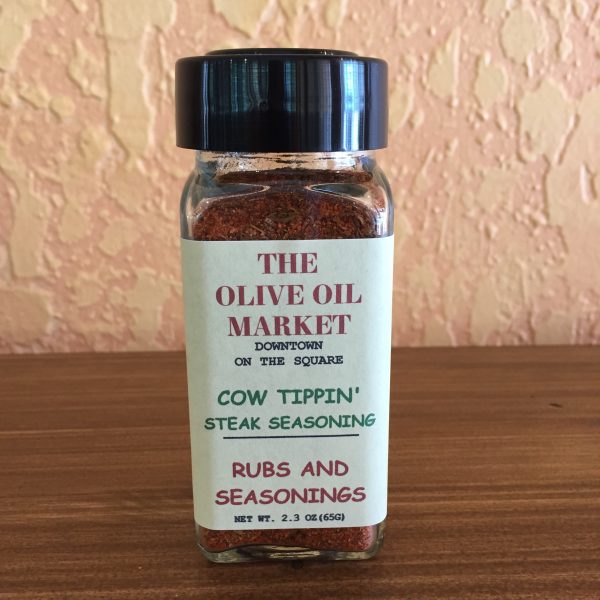 THE
OLIVE OIL
MARKET
DOWNTOWN
ON THE SQUARE
COW TIPPIN'
STEAK SEASONING
RUBS AND
SEASONINGS
NET WT. 2.3 OZ(65G)